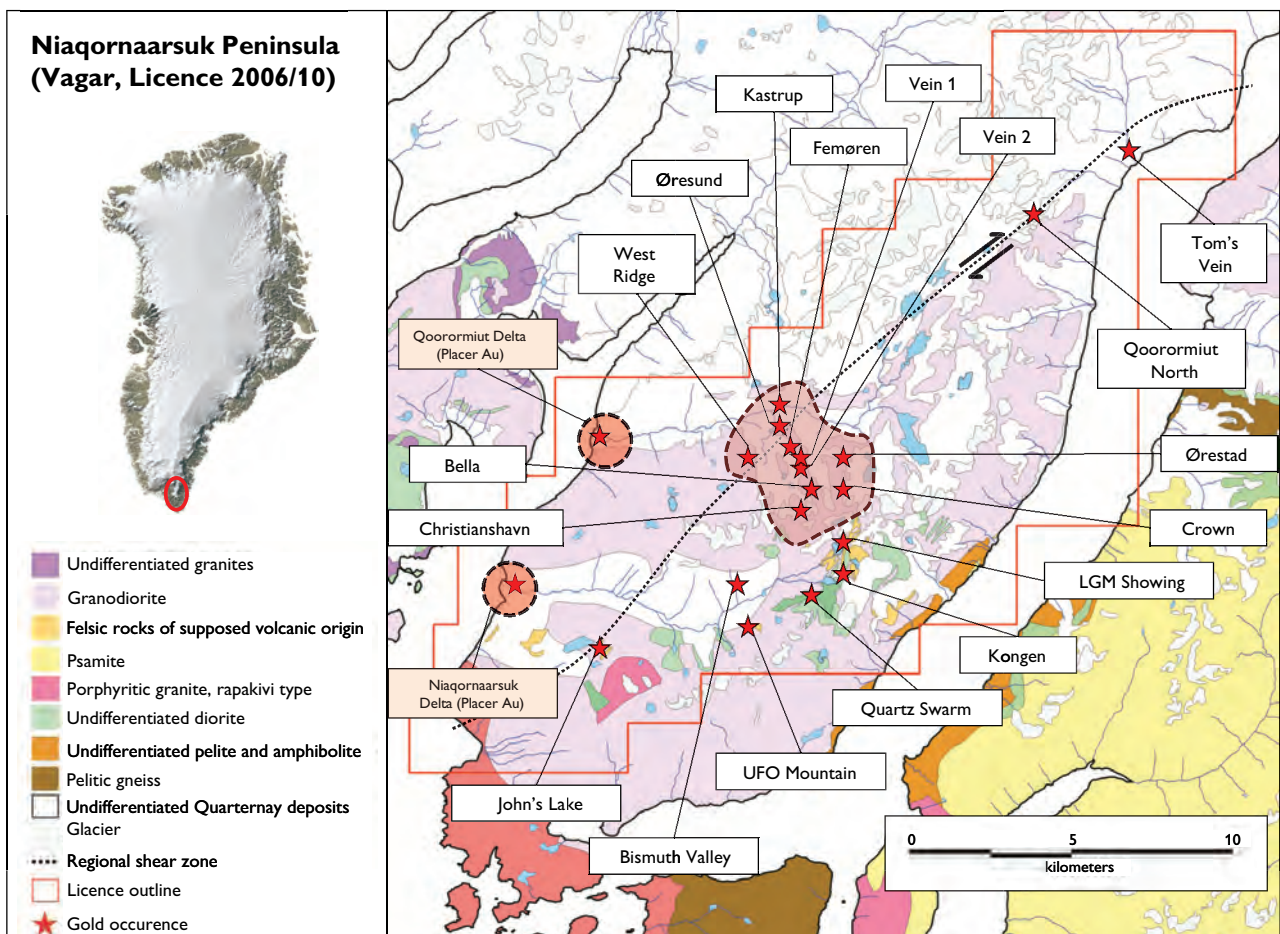 Niaqornaarsuk Peninsula
(Vagar, Licence 2006/10)
Undifferentiated granites
Granodiorite
Felsic rocks of supposed volcanic origin
Psamite
Porphyritic granite, rapakivi type
Undifferentiated diorite
Undifferentiated pelite and amphibolite
Pelitic gneiss
Undifferentiated Quarternay deposits
Glacier
Regional shear zone
Licence outline
Gold occurence
Kastrup
Vein 1
Femøren
Vein 2
Øresund
West
Ridge
Tom's
Vein
Qoorormiut Delta
(Placer Au)
Qoorormiut
North
Bella
Ørestad
Christianshavn
Crown
LGM Showing
Kongen
Niaqornaarsuk
Delta (Placer Au)
Quartz Swarm
UFO Mountain
John's Lake
Bismuth Valley
0 5 10
kilometers